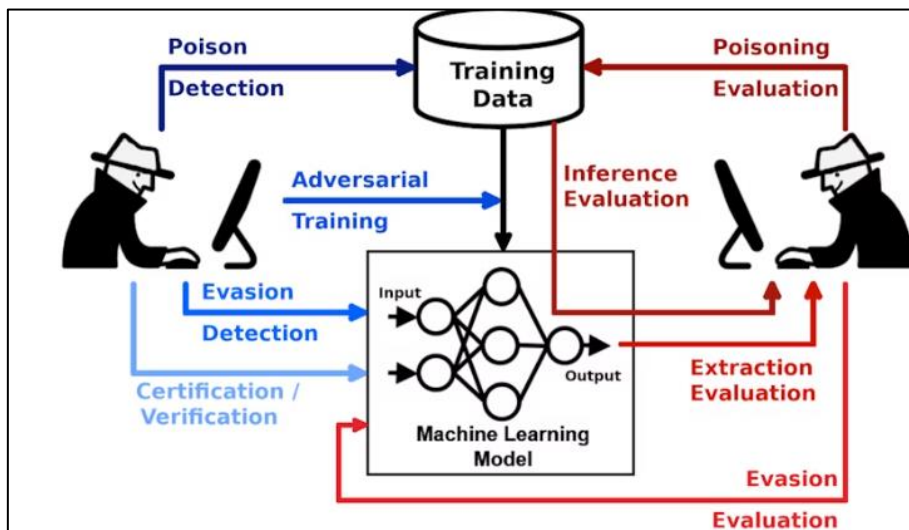 Poison
Detection
Training
Data
Poisoning
Evaluation
Adversarial
Training
Inference
Evaluation
Evasion
Detection
Certification /
Verification
Input
Output
Machine Learning
Model
Extraction
Evaluation
Evasion
Evaluation